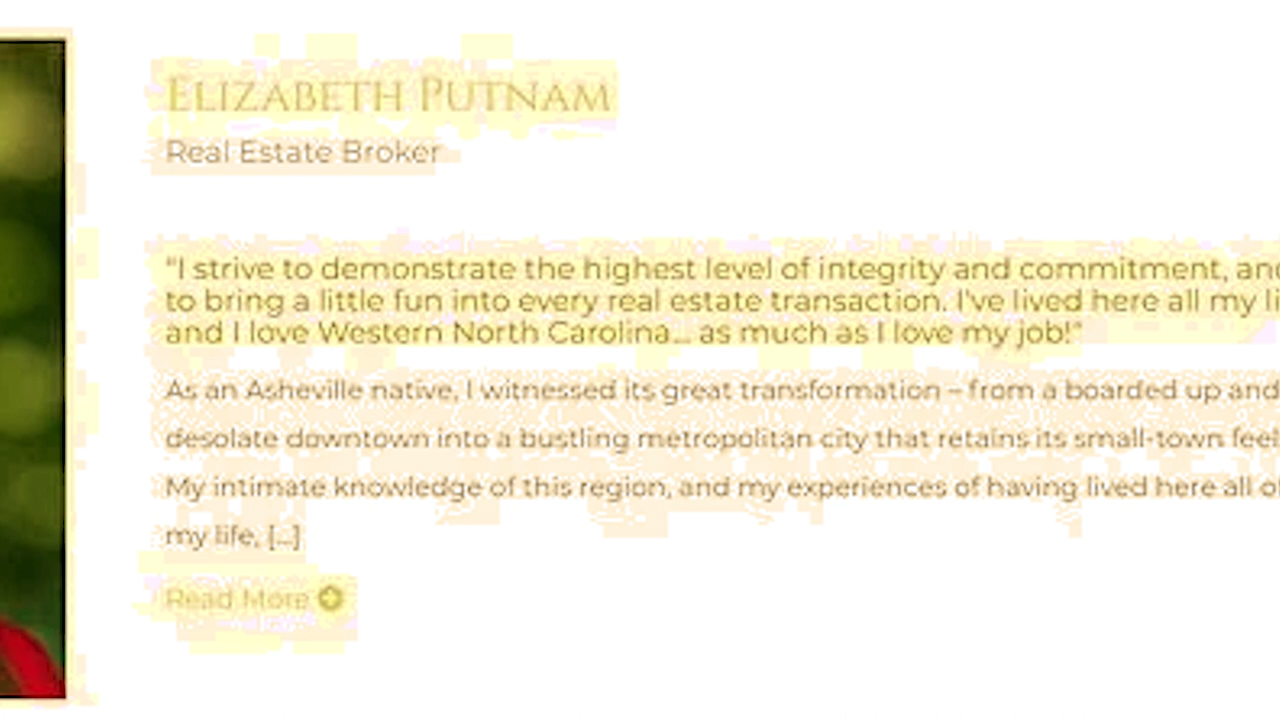 Elizabeth Putnam
Real Estate Broker
"I strive to demonstrate the highest level of integrity and commitment, and
to bring a little fun into every real estate transaction. I've lived here all my
and I love Western North Carolina... as much as I love my job!"
As an Asheville native, I witnessed its great transformation – from a boarded up and
desolate downtown into a bustling metropolitan city that retains its small-town feel
My intimate knowledge of this region, and my experiences of having lived here all of
my life, [...]
Read More